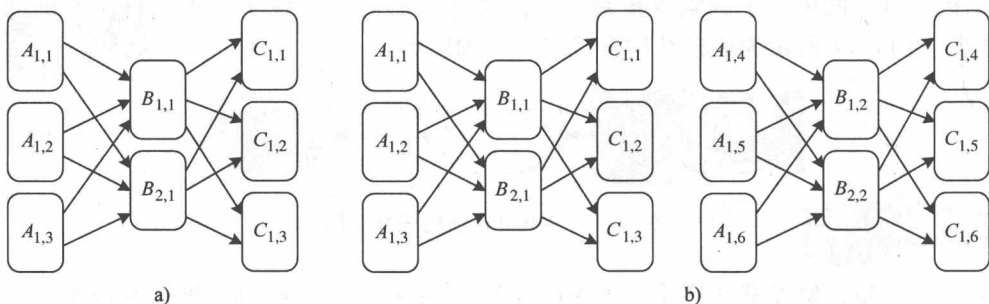 A1,1 C1,1 A1,1 C1,1 A1,4 C1,4
B1,1 B1,1 B1,2
A1,2 C1,2 A1,2 C1,2 A1,5 C1,5
B2,1 B2,1 B2,2
A1,3 C1,3 A1,3 C1,3 A1,6 C1,6
a) b)